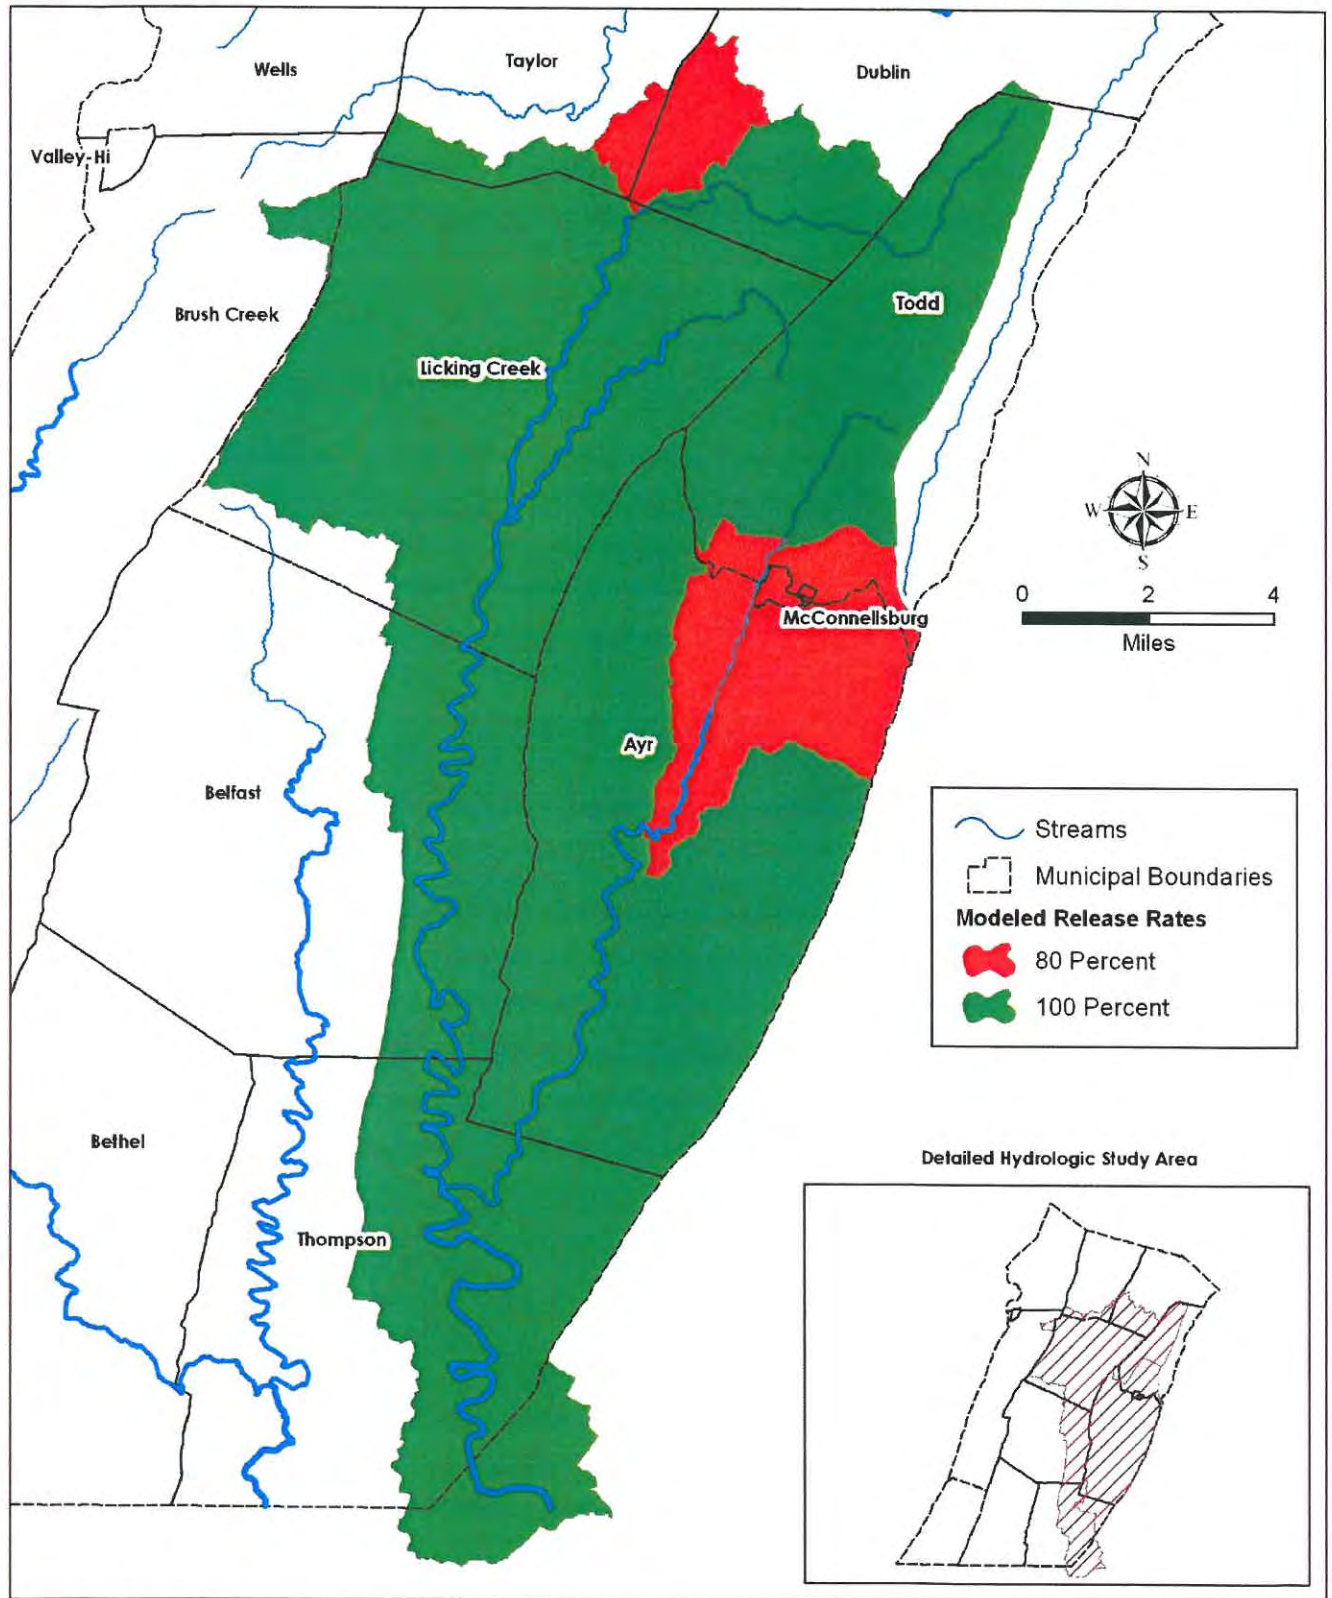 Wells
Taylor
Dublin
Valley-Hi
Brush Creek
Todd
Licking Creek
N
W
E
S
0 2 4
Miles
McConnellsburg
Ayr
Belfast
Streams
Municipal Boundaries
Modeled Release Rates
80 Percent
100 Percent
Bethel
Thompson
Detailed Hydrologic Study Area